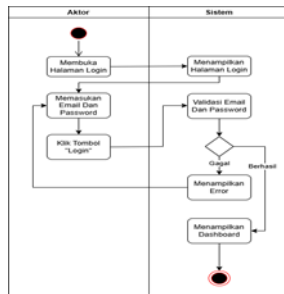 Aktor
Sistem
Membuka
Halaman Login
Menampilkan
Halaman Login
Memasukan
Email Dan
Password
Validasi Email
Dan Password
Klik Tombol
"Login"
Gagal
Berhasil
Menampilkan
Error
Menampilkan
Dashboard